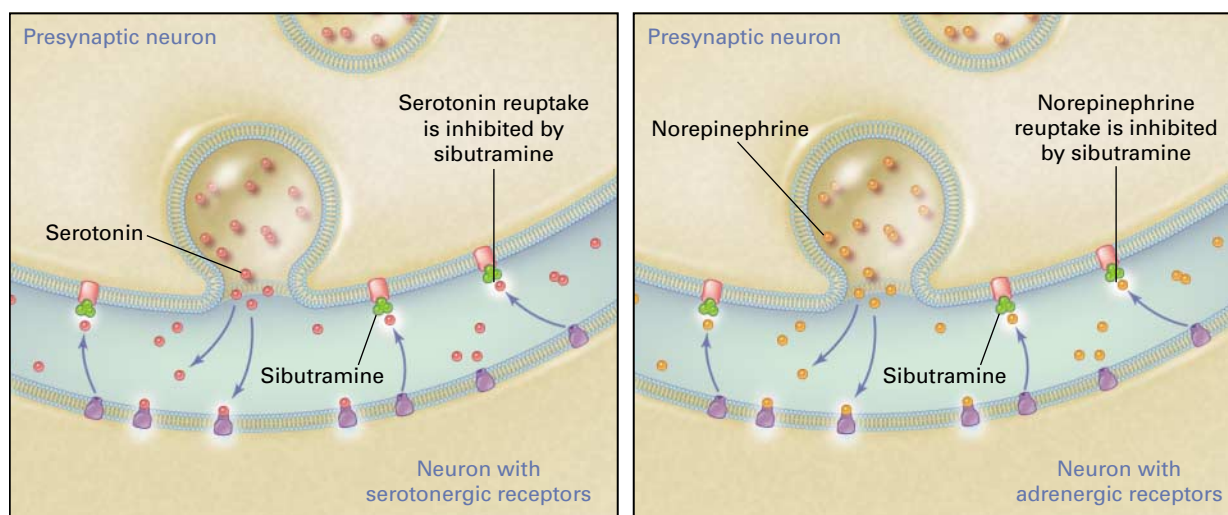 Presynaptic neuron
Serotonin reuptake
is inhibited by
sibutramine
Serotonin
Sibutramine
Neuron with
serotonergic receptors
Presynaptic neuron
Norepinephrine
Norepinephrine
reuptake is inhibited
by sibutramine
Sibutramine
Neuron with
adrenergic receptors